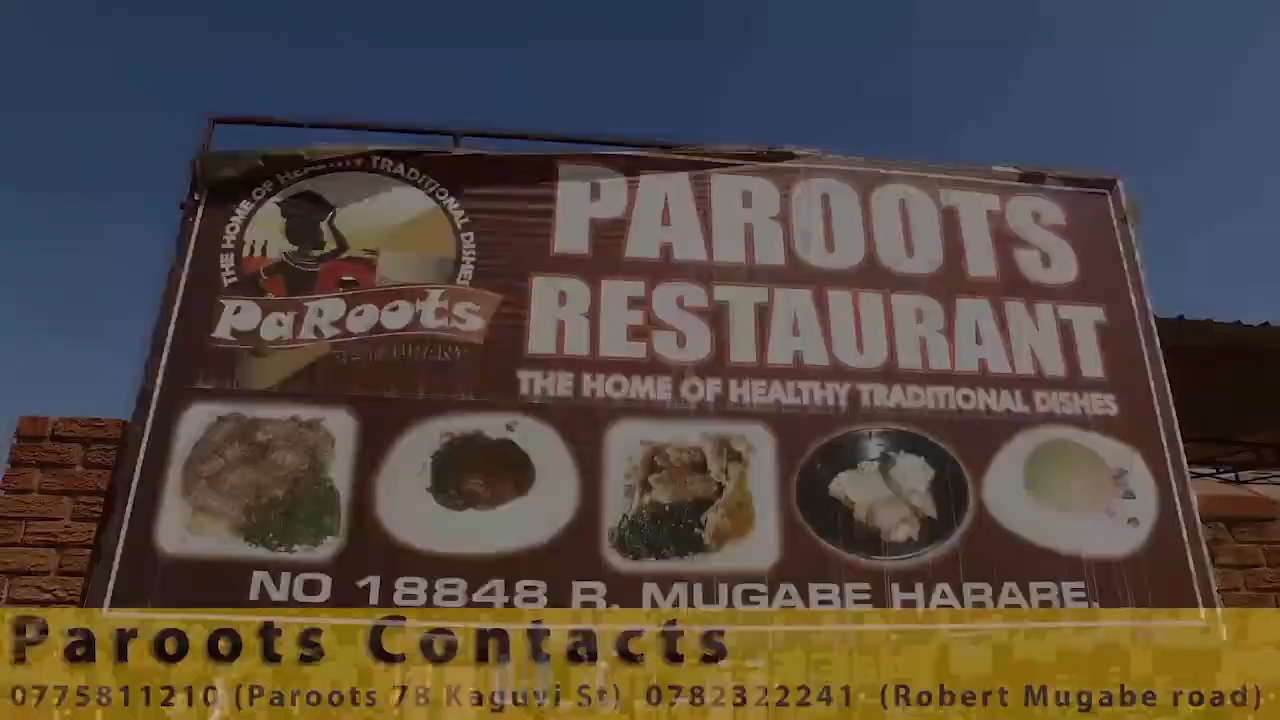 THE HOME OF HEALTHY TRADITIONAL DISHES
PaRoots
PAROOTS
RESTAURANT
THE HOME OF HEALTHY TRADITIONAL DISHES
NO 18848 R. MUGABE HARARE.
Paroots Contacts
0775811210 (Paroots 78 Kaguvi St) 0782322241 (Robert Mugabe road)